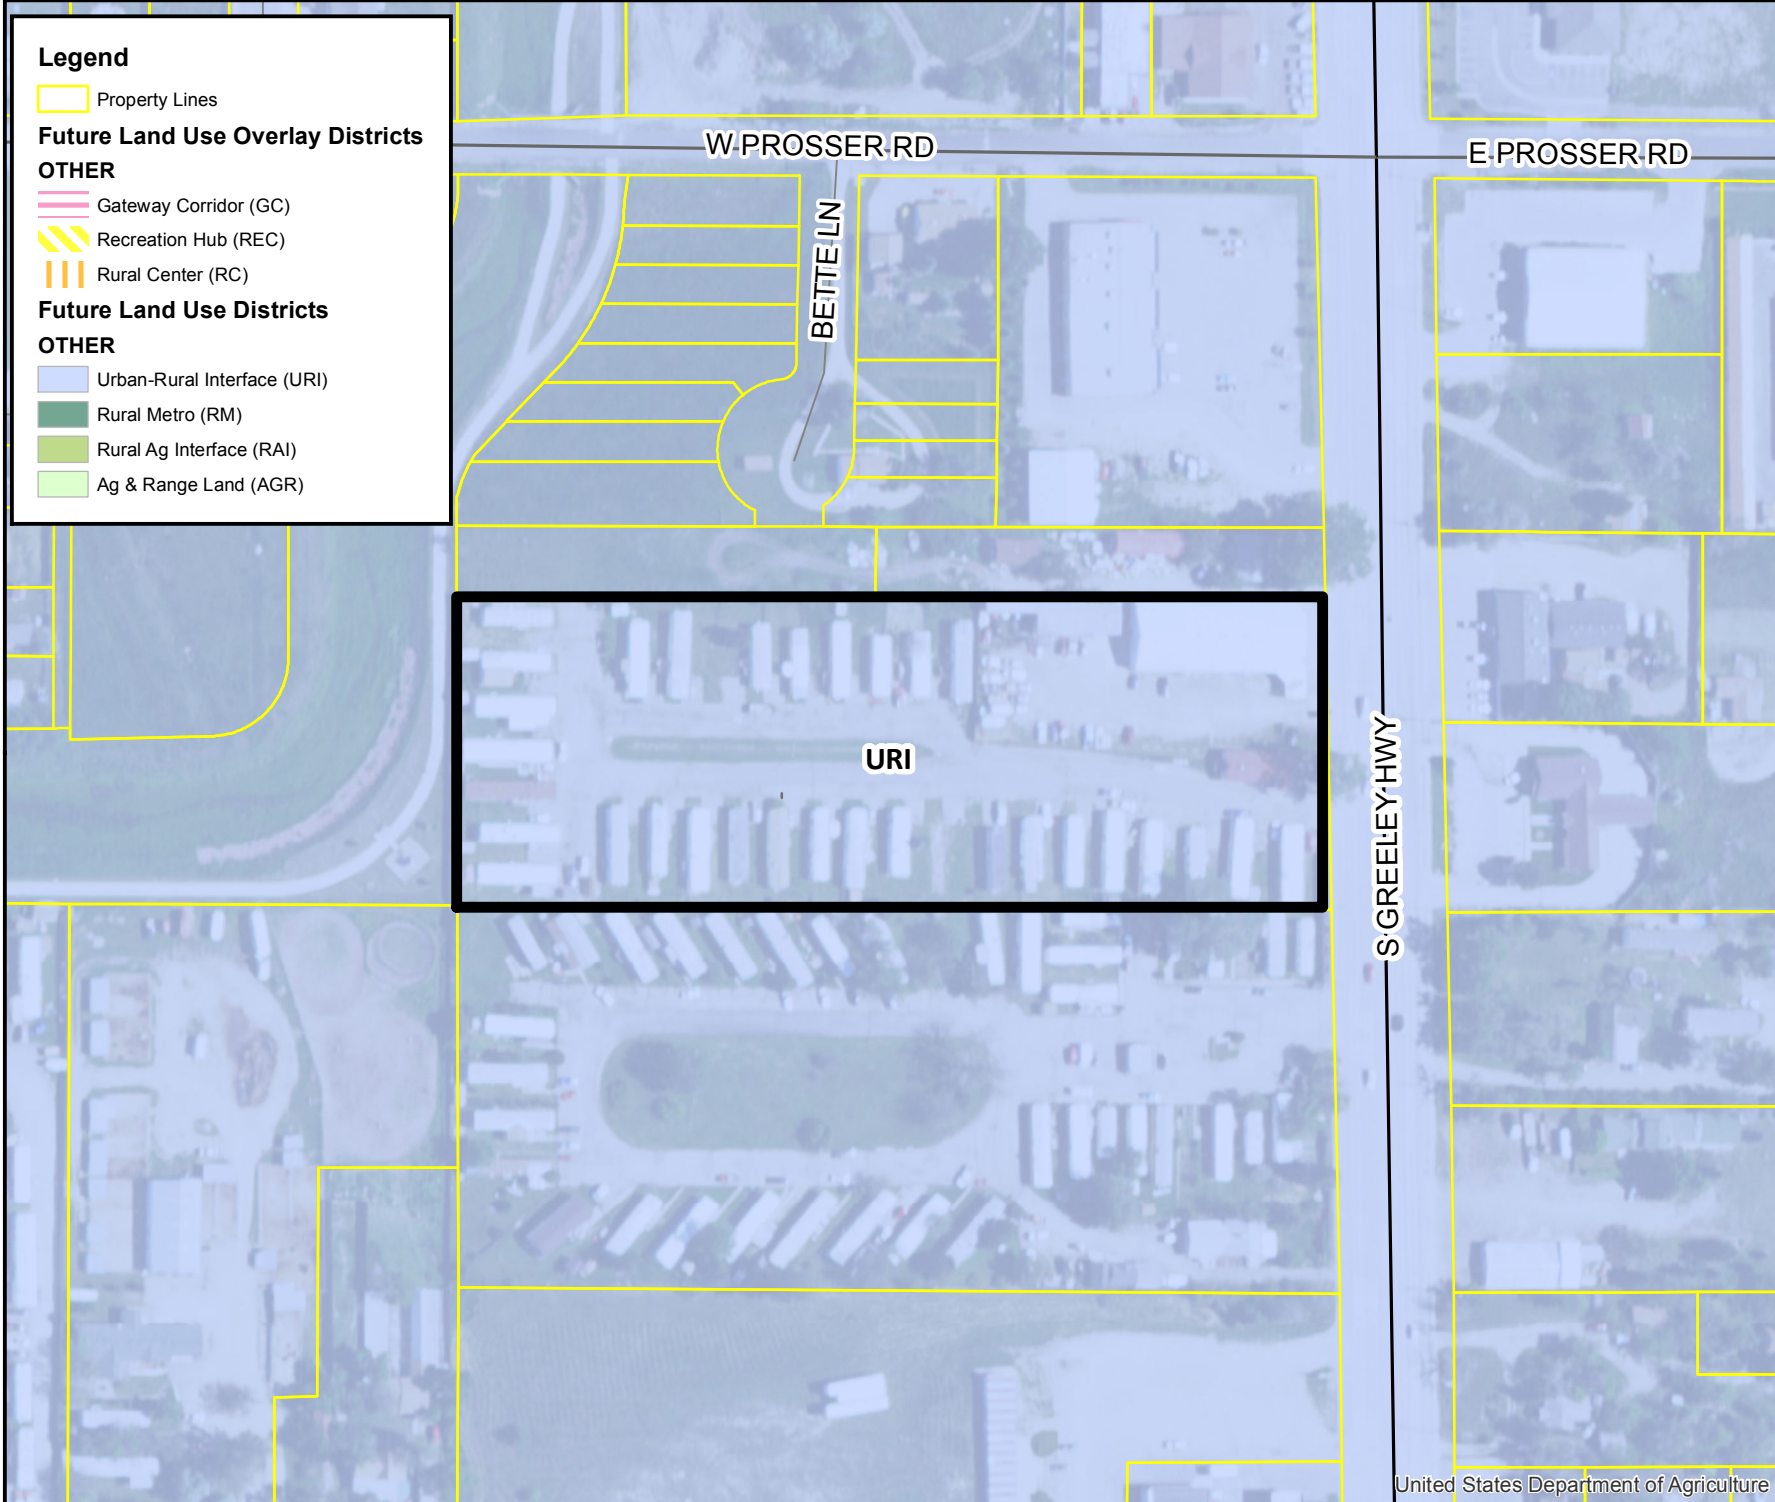 Legend
Property Lines
Future Land Use Overlay Districts
OTHER
Gateway Corridor (GC)
Recreation Hub (REC)
Rural Center (RC)
Future Land Use Districts
OTHER
Urban-Rural Interface (URI)
Rural Metro (RM)
Rural Ag Interface (RAI)
Ag & Range Land (AGR)
W PROSSER RD
E PROSSER RD
BETTE LN
URI
S GREELEY HWY
United States Department of Agriculture